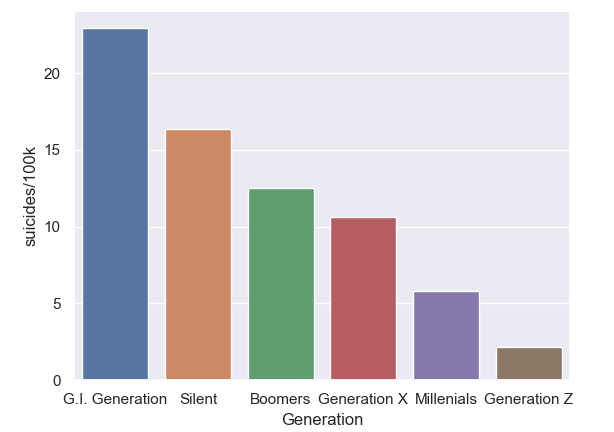 suicides/100k
20
15
10
5
0
G.I. Generation Silent Boomers Generation X Millenials Generation Z
Generation